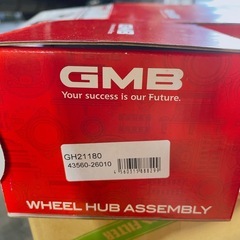 GMB
Your success is our Future.
GH21180
43560-26010
WHEEL HUB ASSEMBLY